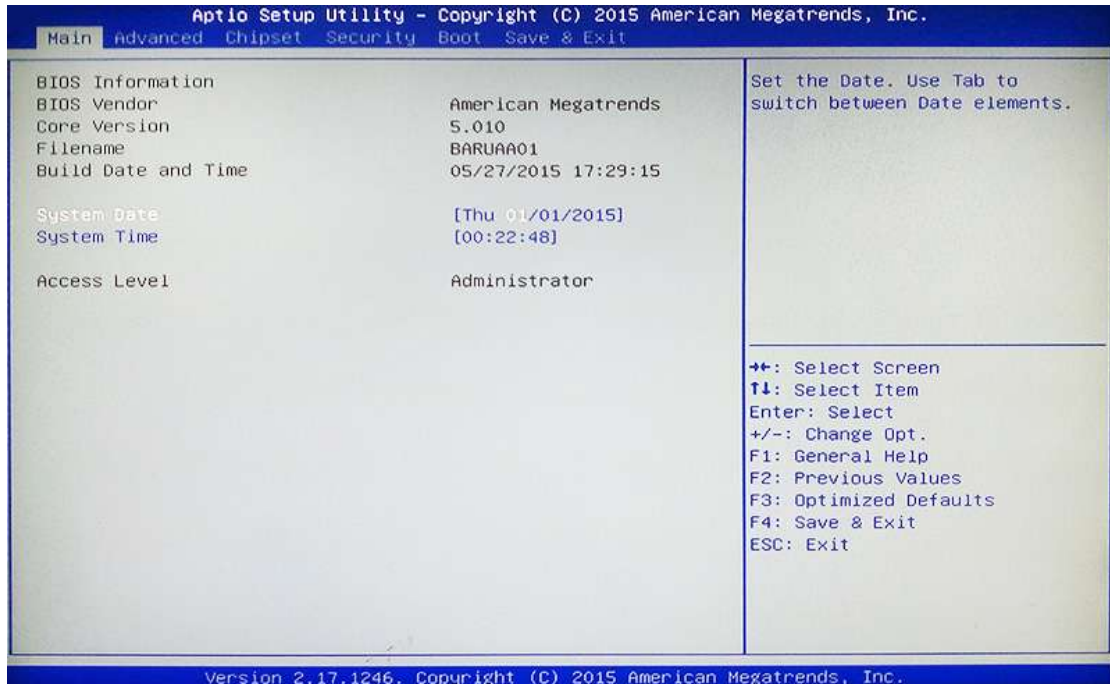 Aptio Setup Utility – Copyright (C) 2015 American Megatrends, Inc.
Main Advanced Chipset Security Boot Save & Exit
BIOS Information
BIOS Vendor American Megatrends
Core Version 5.010
Filename BARUAA01
Build Date and Time 05/27/2015 17:29:15
System Date [Thu 01/01/2015]
System Time [00:22:48]
Access Level Administrator
Set the Date. Use Tab to
switch between Date elements.
→←: Select Screen
↑↓: Select Item
Enter: Select
+/-: Change Opt.
F1: General Help
F2: Previous Values
F3: Optimized Defaults
F4: Save & Exit
ESC: Exit
Version 2.17.1246. Copyright (C) 2015 American Megatrends, Inc.